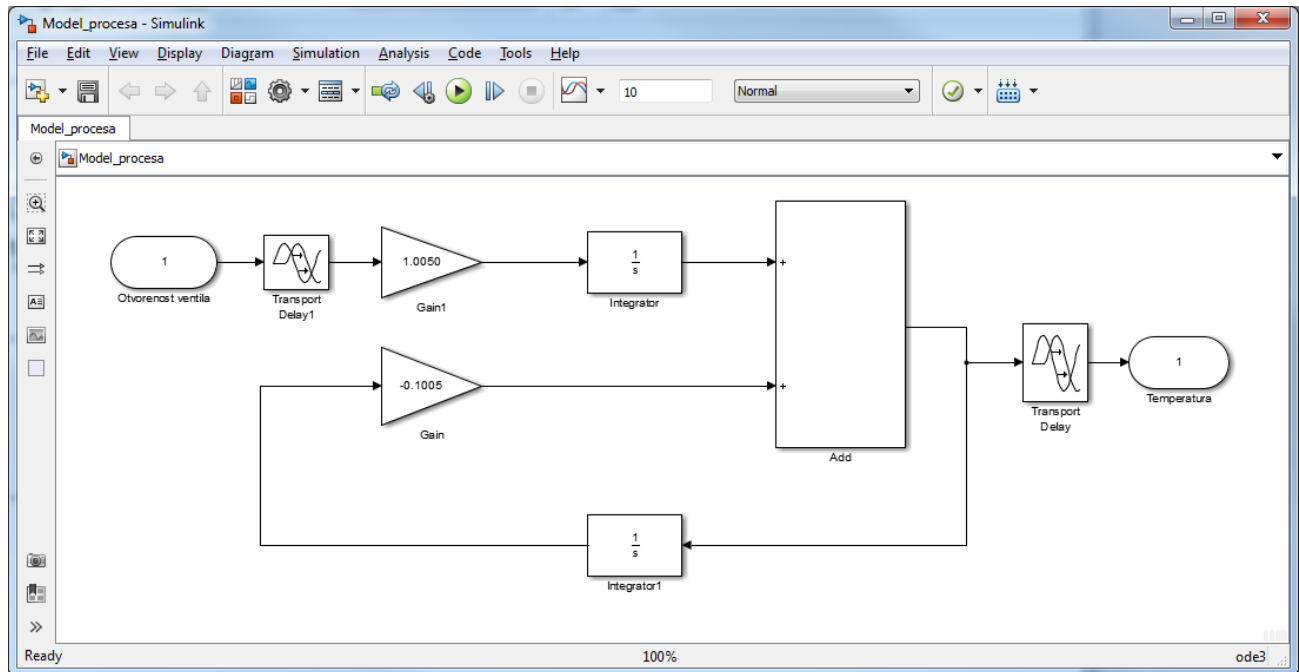 Model_procesa - Simulink
File Edit View Display Diagram Simulation Analysis Code Tools Help
10 Normal
Model_procesa
Model_procesa
1
Otvorenost ventila
Transport
Delay1
1.0050
Gain1
1
s
Integrator
+
-0.1005
Gain
+
Add
Transport
Delay
1
Temperatura
1
s
Integrator1
Ready 100% ode3